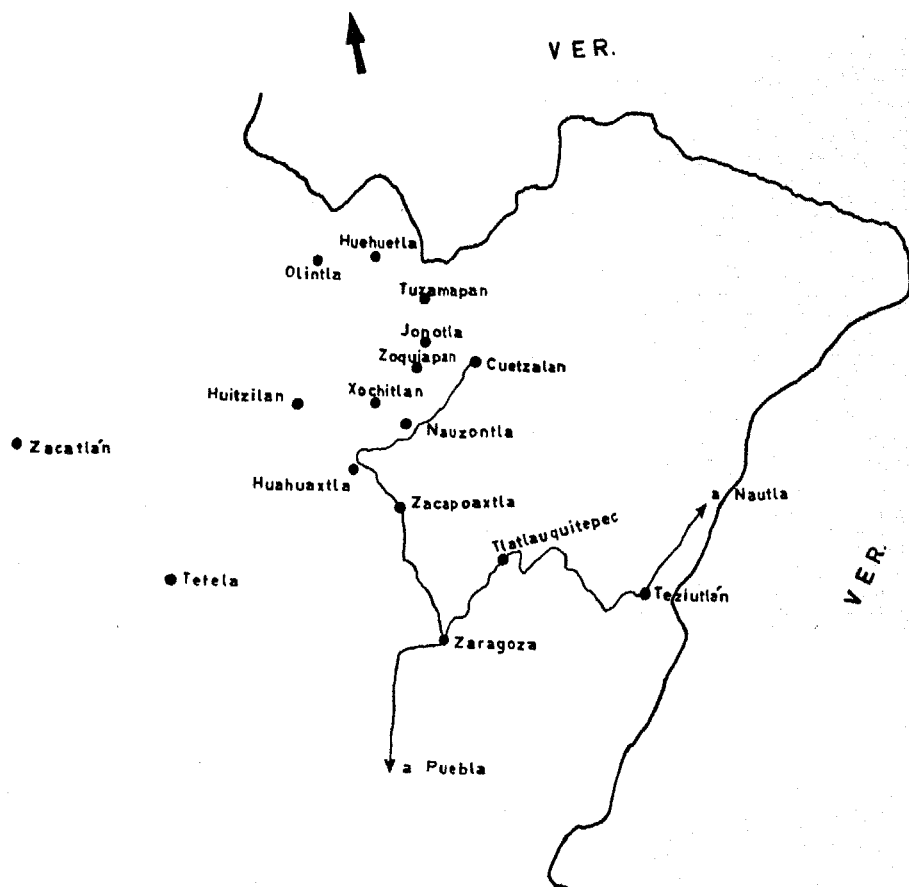 VER.
Huehuetla
Olintla
Tuzamapan
Jonotla
Zoquiapan
Cuetzalan
Huitzilan
Xochitlan
Nauzontla
Zacatlán
Huahuaxtla
Zacapoaxtla
a Nautla
Tlatlauquitepec
VER.
Tetela
Teziutlán
Zaragoza
a Puebla